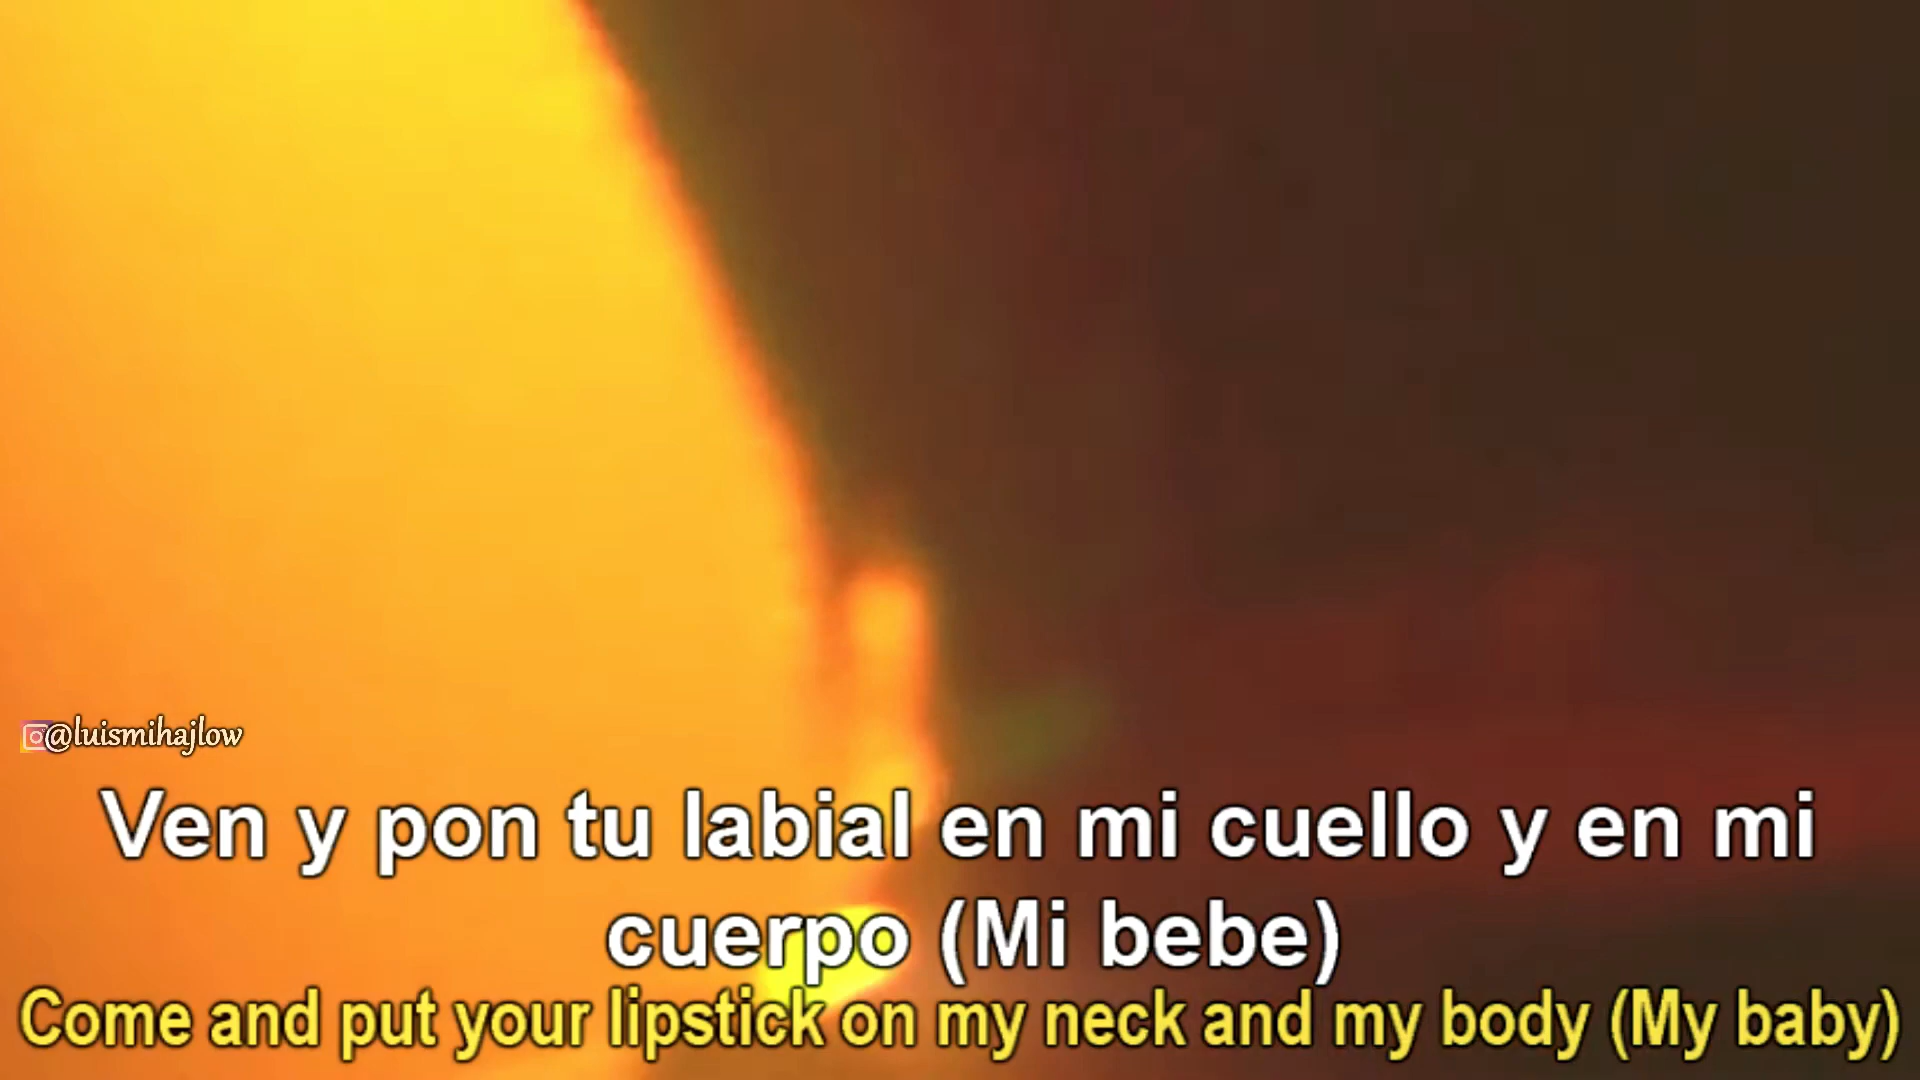 @luismihajlow
Ven y pon tu labial en mi cuello y en mi
cuerpo (Mi bebe)
Come and put your lipstick on my neck and my body (My baby)